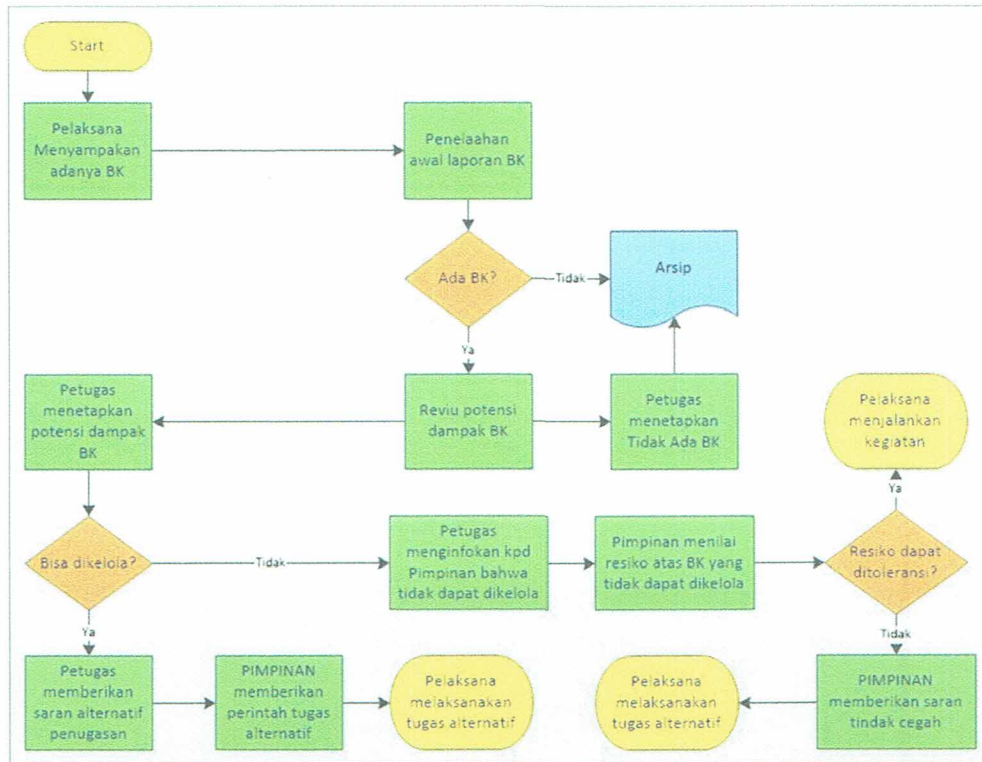 Start
Pelaksana
Menyampakan
adanya BK
Penelaahan
awal laporan BK
Ada BK?
Tidak
Arsip
Ya
Petugas
menetapkan
potensi dampak
BK
Reviu potensi
dampak BK
Petugas
menetapkan
Tidak Ada BK
Pelaksana
menjalankan
kegiatan
Ya
Bisa dikelola?
Tidak
Petugas
menginfokan kpd
Pimpinan bahwa
tidak dapat dikelola
Pimpinan menilai
resiko atas BK yang
tidak dapat dikelola
Resiko dapat
ditoleransi?
Ya
Tidak
Petugas
memberikan
saran alternatif
penugasan
PIMPINAN
memberikan
perintah tugas
alternatif
Pelaksana
melaksanakan
tugas alternatif
Pelaksana
melaksanakan
tugas alternatif
PIMPINAN
memberikan saran
tindak cegah